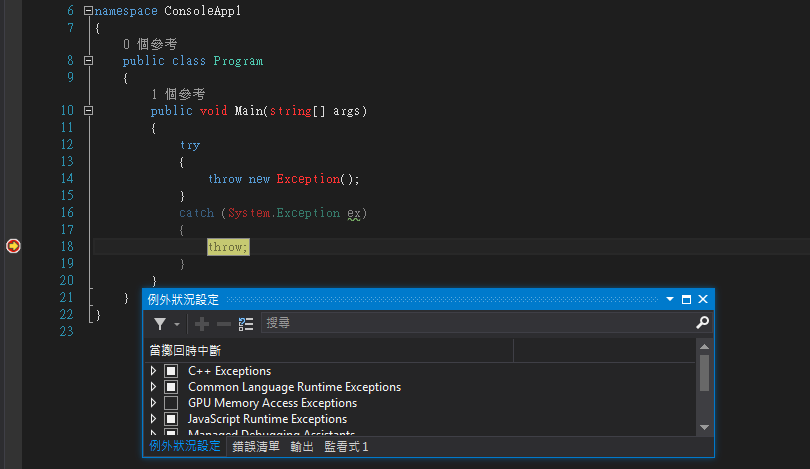 6 namespace ConsoleApp1
7 {
0 個參考
8 public class Program
9 {
1 個參考
10 public void Main(string[] args)
11 {
12 try
13 {
14 throw new Exception();
15 }
16 catch (System.Exception ex)
17 {
18 throw;
19 }
20 }
21 }
22 }
23
例外狀況設定
搜尋
當擲回時中斷
C++ Exceptions
Common Language Runtime Exceptions
GPU Memory Access Exceptions
JavaScript Runtime Exceptions
Managed Debugging Assistants
例外狀況設定 錯誤清單 輸出 監看式 1